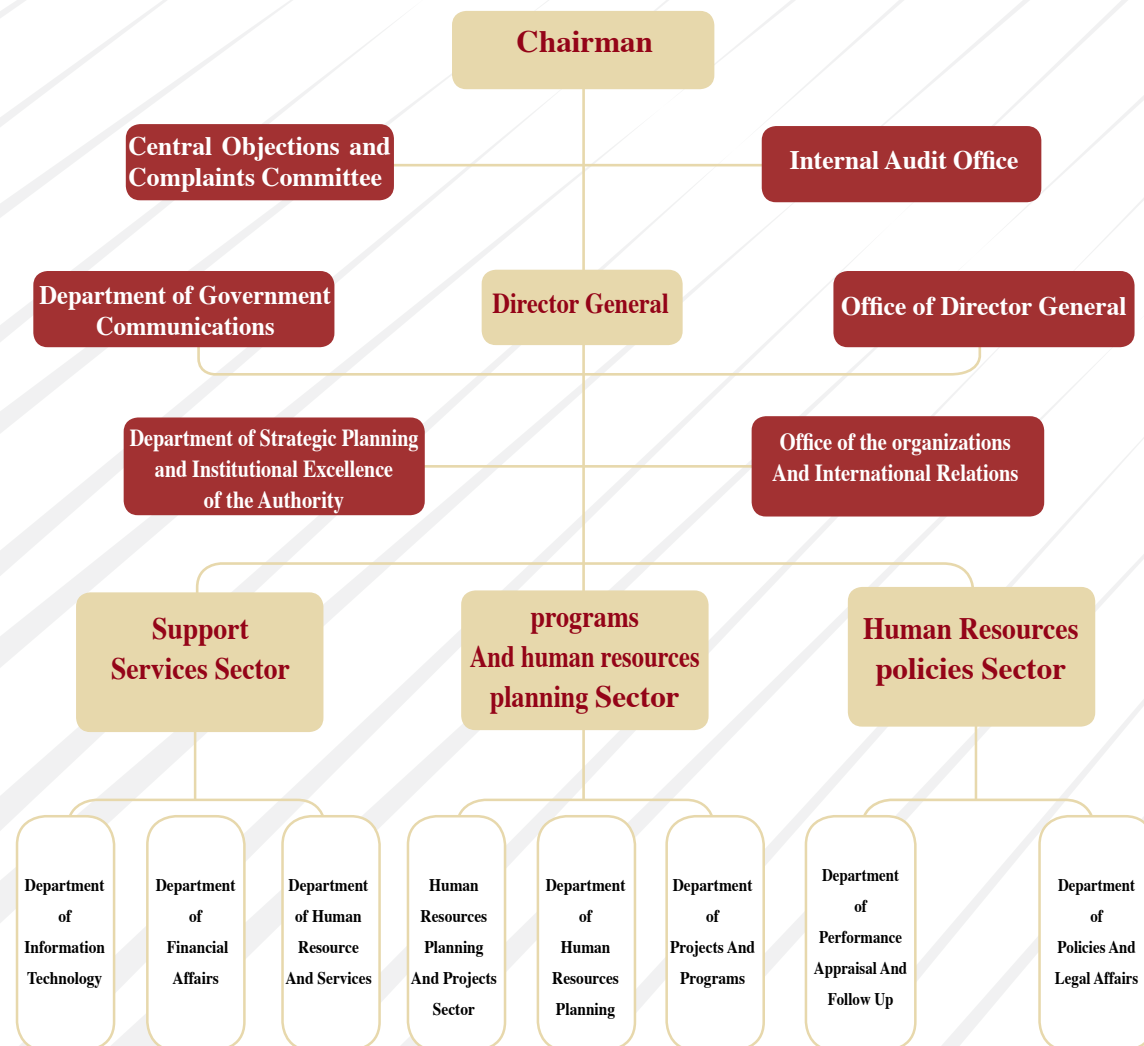 Chairman
Central Objections and
Complaints Committee
Internal Audit Office
Department of Government
Communications
Director General
Office of Director General
Department of Strategic Planning
and Institutional Excellence
of the Authority
Office of the organizations
And International Relations
Support
Services Sector
programs
And human resources
planning Sector
Human Resources
policies Sector
Department
of
Information
Technology
Department
of
Financial
Affairs
Department
of Human
Resource
And Services
Human
Resources
Planning
And Projects
Sector
Department
of
Human
Resources
Planning
Department
of
Projects And
Programs
Department
of
Performance
Appraisal And
Follow Up
Department
of
Policies And
Legal Affairs